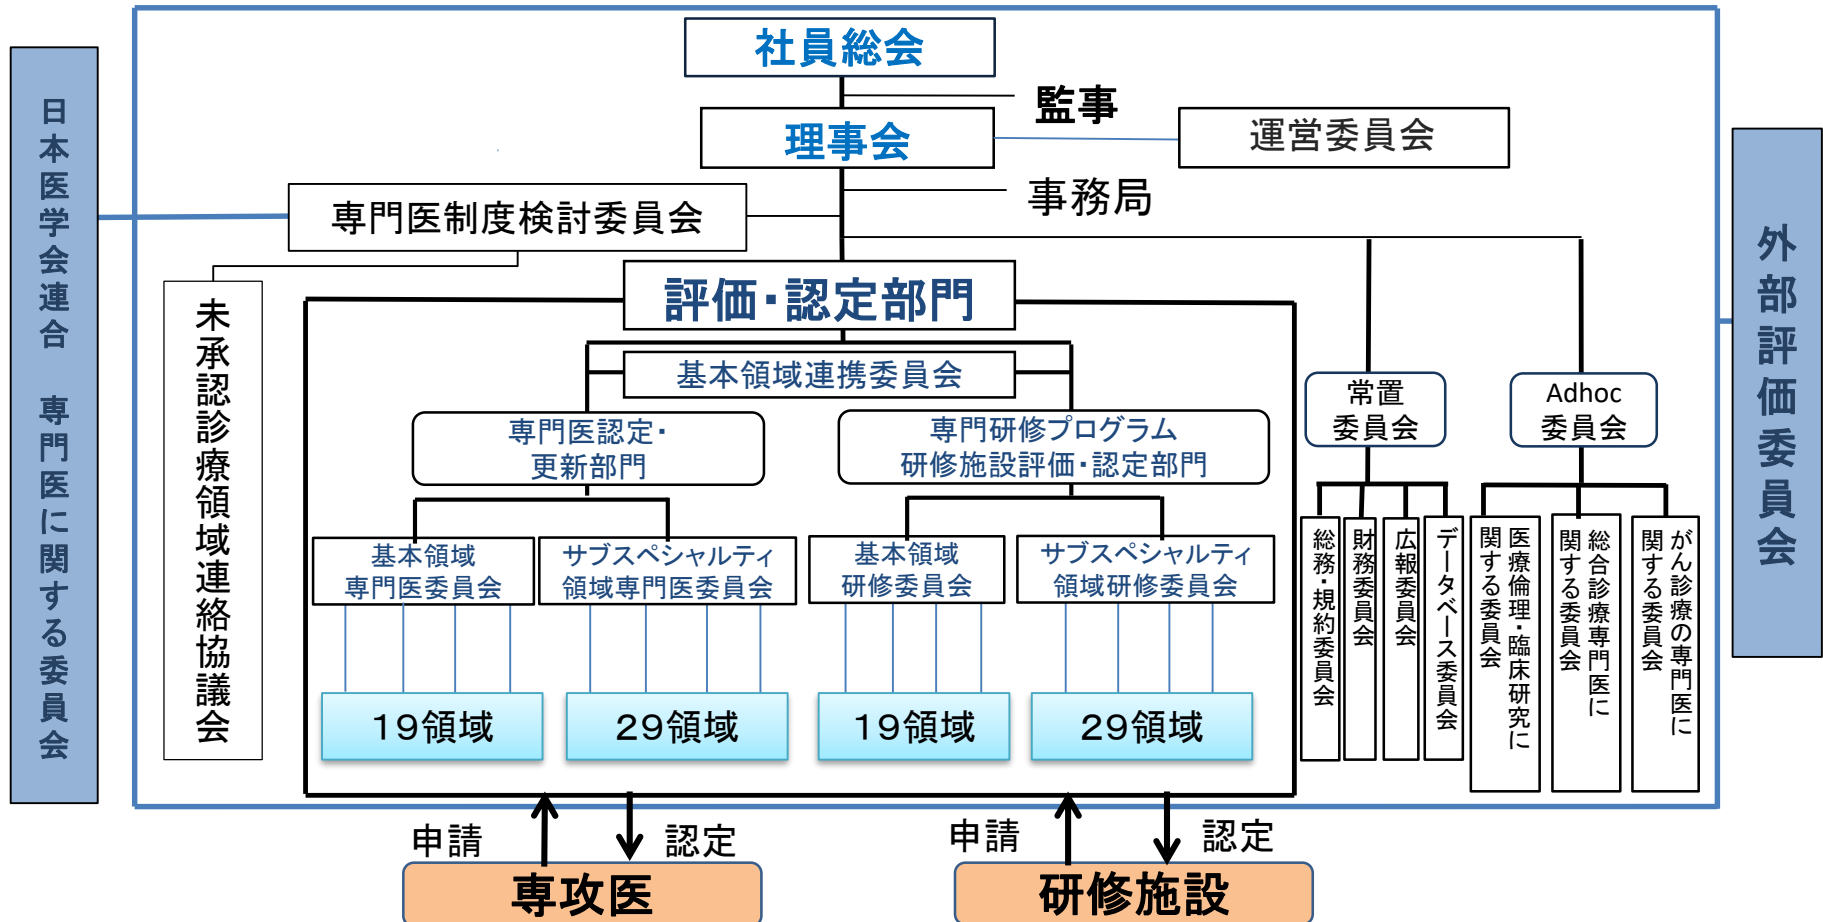 社員総会
監事
理事会
運営委員会
事務局
専門医制度検討委員会
日本医学会連合　専門医に関する委員会
外部評価委員会
未承認診療領域連絡協議会
評価・認定部門
基本領域連携委員会
専門医認定・
更新部門
専門研修プログラム
研修施設評価・認定部門
常置
委員会
Adhoc
委員会
基本領域
専門医委員会
サブスペシャルティ
領域専門医委員会
基本領域
研修委員会
サブスペシャルティ
領域研修委員会
総務・規約委員会
財務委員会
広報委員会
データベース委員会
医療倫理・臨床研究に
関する委員会
総合診療専門医に
関する委員会
がん診療の専門医に
関する委員会
19領域
29領域
19領域
29領域
申請
認定
申請
認定
専攻医
研修施設